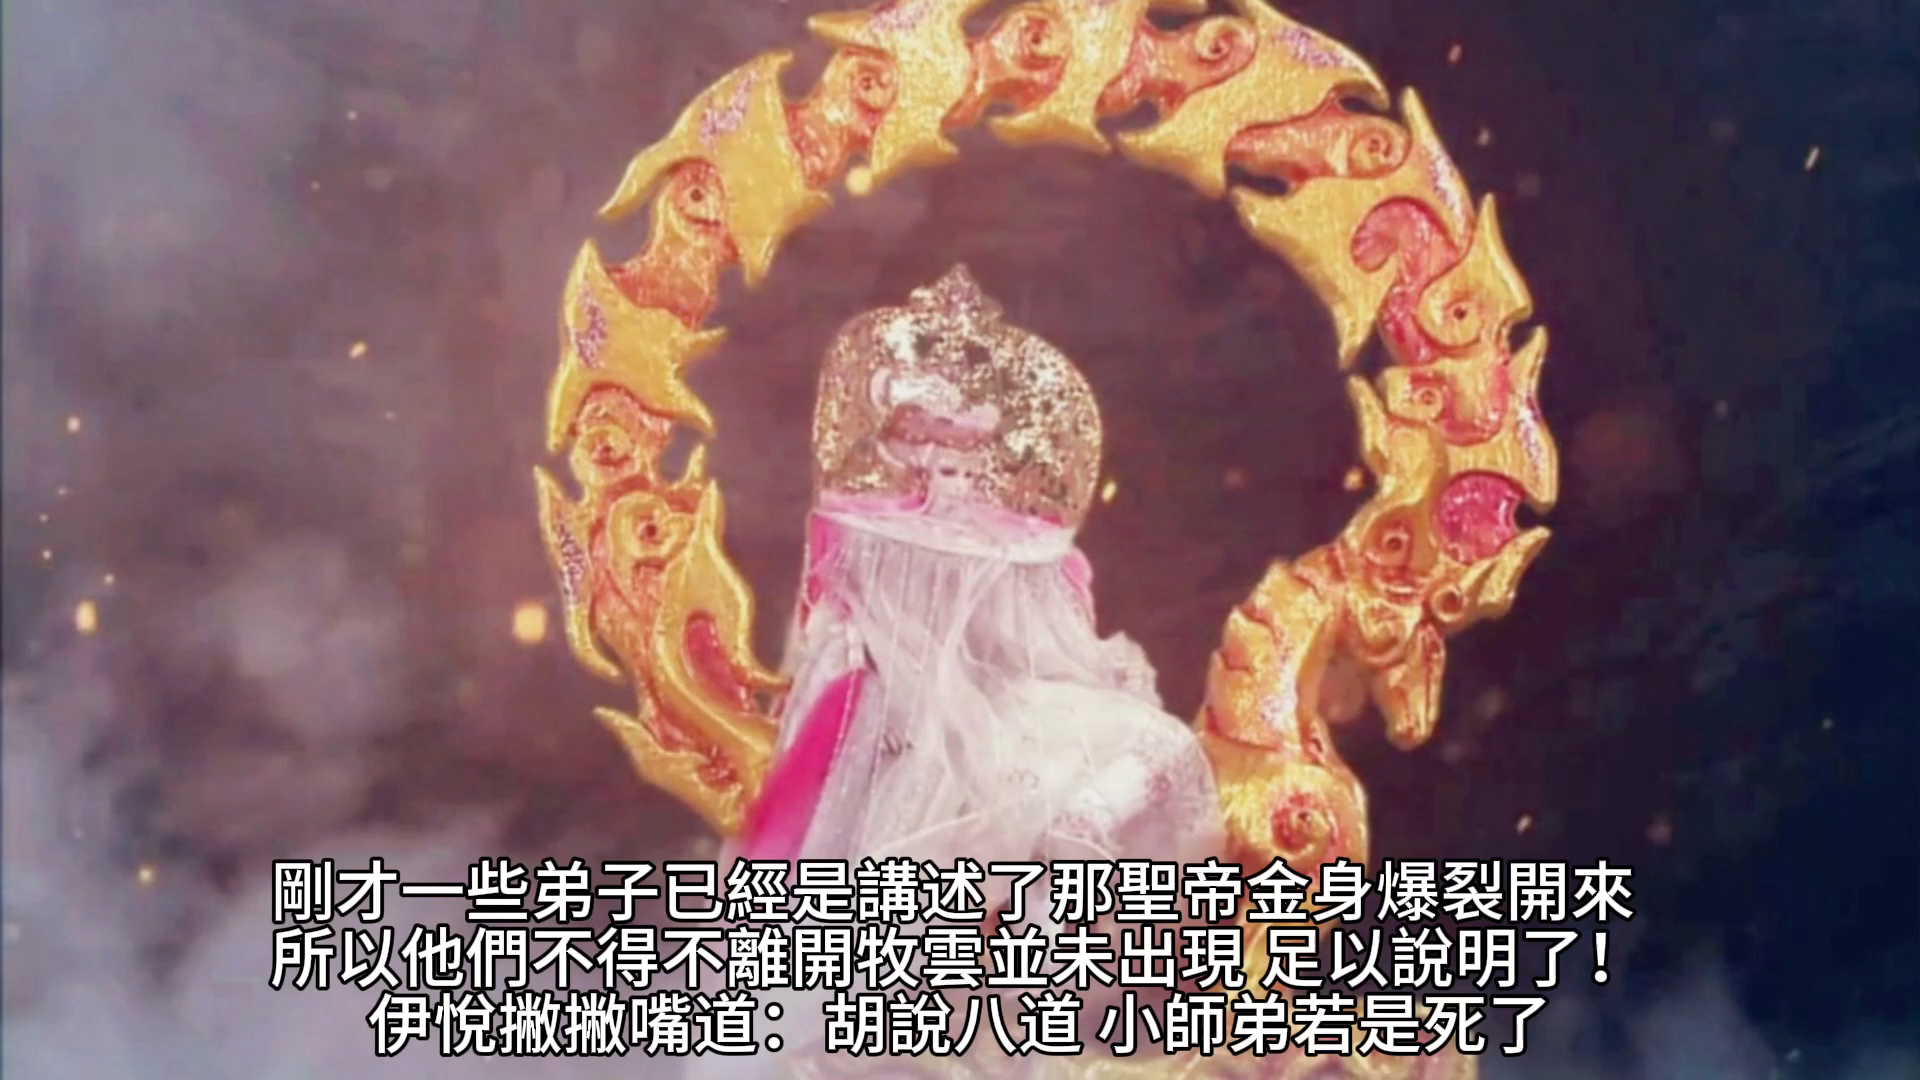 剛才一些弟子已經是講述了那聖帝金身爆裂開來
所以他們不得不離開牧雲並未出現 足以說明了！
伊悅撇撇嘴道：胡說八道 小師弟若是死了